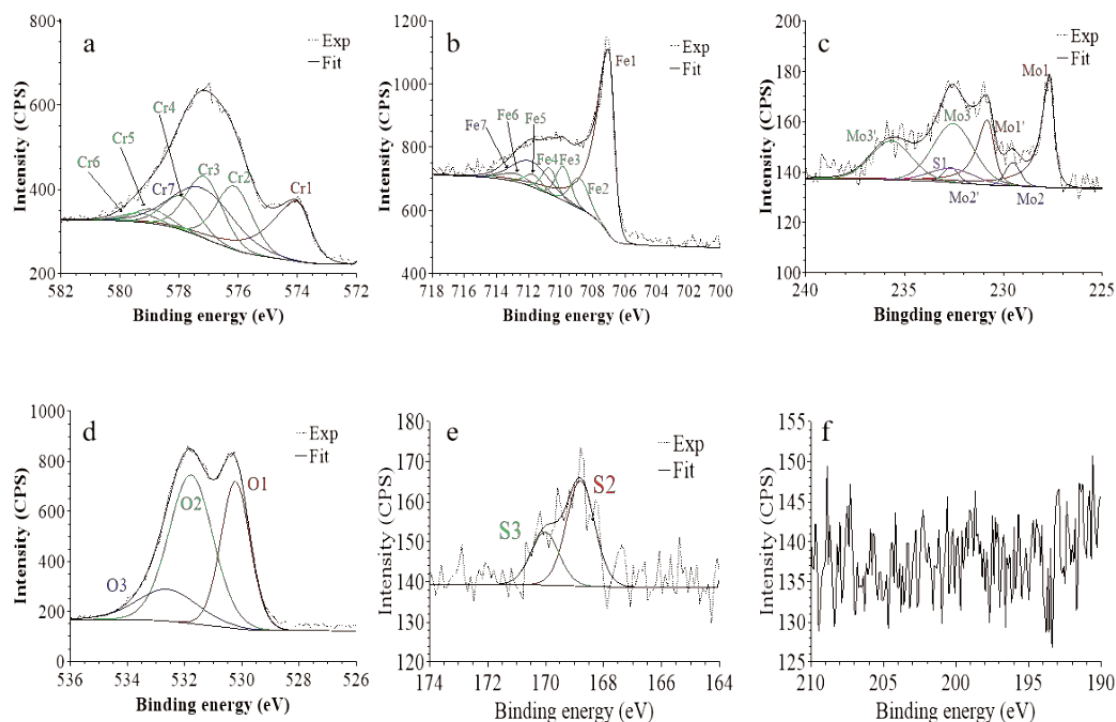 a
Exp
Fit
Cr4
Cr5
Cr6
Cr7
Cr3
Cr2
Cr1
Intensity (CPS)
800
600
400
200
582 580 578 576 574 572
Binding energy (eV)
b
Exp
Fit
Fe1
Fe6
Fe7
Fe5
Fe4
Fe3
Fe2
Intensity (CPS)
1400
1200
1000
800
600
400
718 716 714 712 710 708 706 704 702 700
Binding energy (eV)
c
Exp
Fit
Mo1
Mo3'
Mo3
Mo1'
S1
Mo2'
Mo2
Intensity (CPS)
200
180
160
140
120
100
240 235 230 225
Bingding energy (eV)
d
Exp
Fit
O1
O2
O3
Intensity (CPS)
1000
800
600
400
200
0
536 534 532 530 528 526
Binding energy (eV)
e
Exp
Fit
S2
S3
Intensity (CPS)
180
170
160
150
140
130
120
174 172 170 168 166 164
Binding energy (eV)
f
Intensity (CPS)
155
150
145
140
135
130
125
210 205 200 195 190
Binding energy (eV)